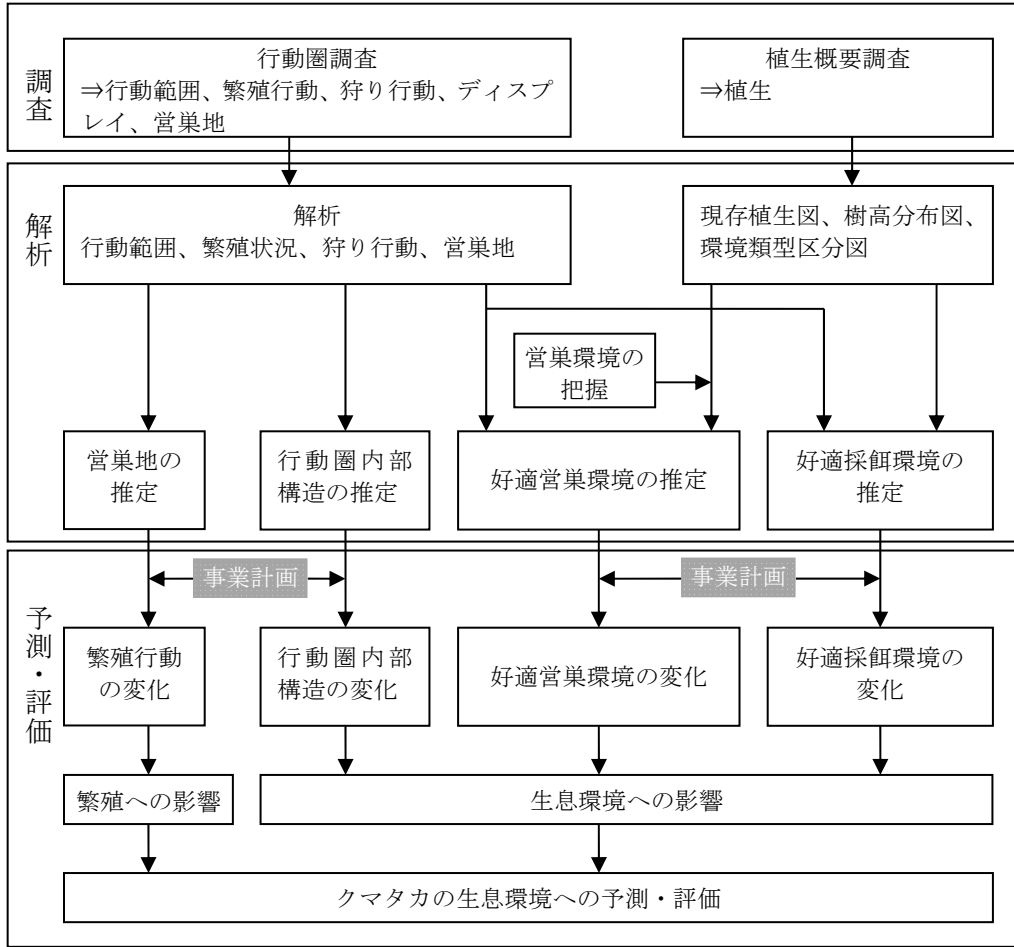 調査
行動圏調査
⇒行動範囲、繁殖行動、狩り行動、ディスプ
レイ、営巣地
植生概要調査
⇒植生
解析
解析
行動範囲、繁殖状況、狩り行動、営巣地
現存植生図、樹高分布図、
環境類型区分図
営巣環境の
把握
営巣地の
推定
行動圏内部
構造の推定
好適営巣環境の推定
好適採餌環境の
推定
予測・評価
事業計画
事業計画
繁殖行動
の変化
行動圏内部
構造の変化
好適営巣環境の変化
好適採餌環境の
変化
繁殖への影響
生息環境への影響
クマタカの生息環境への予測・評価